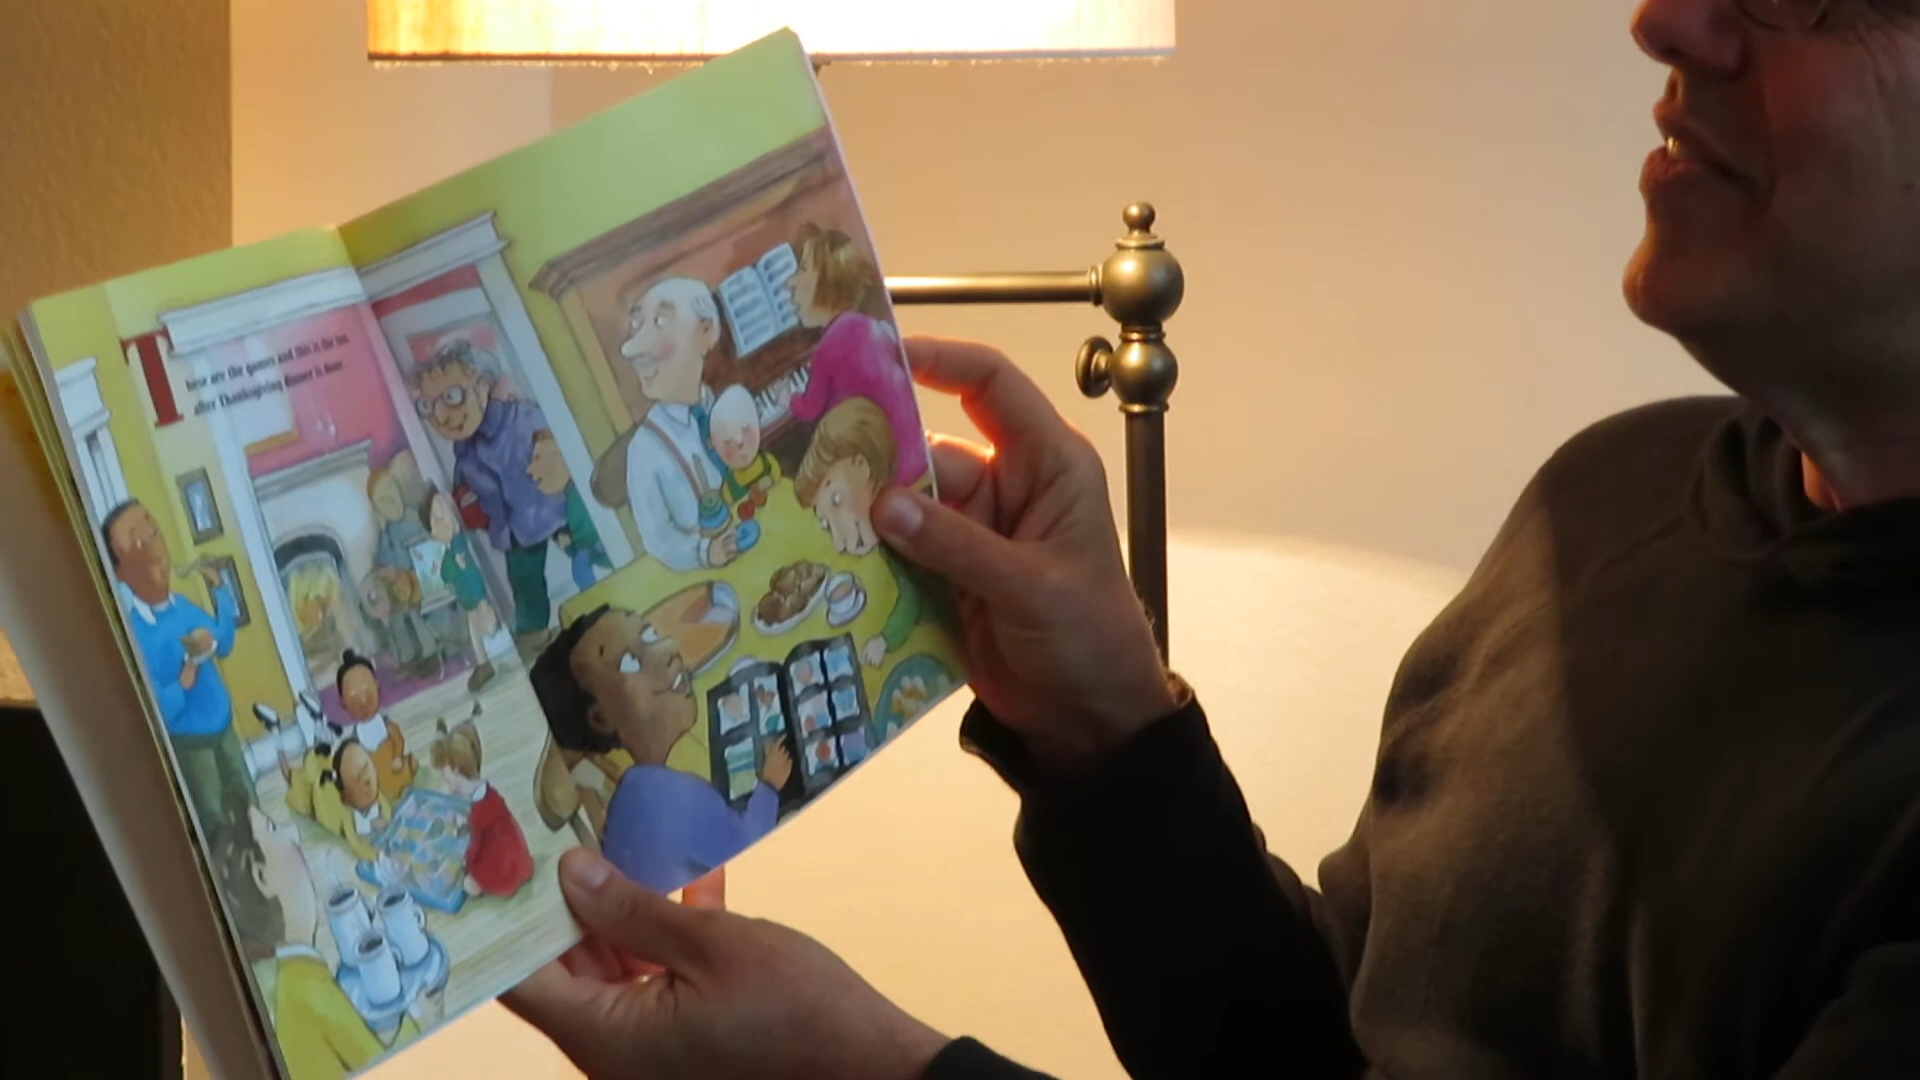 These are the games and this is the fun
after Thanksgiving dinner is done.